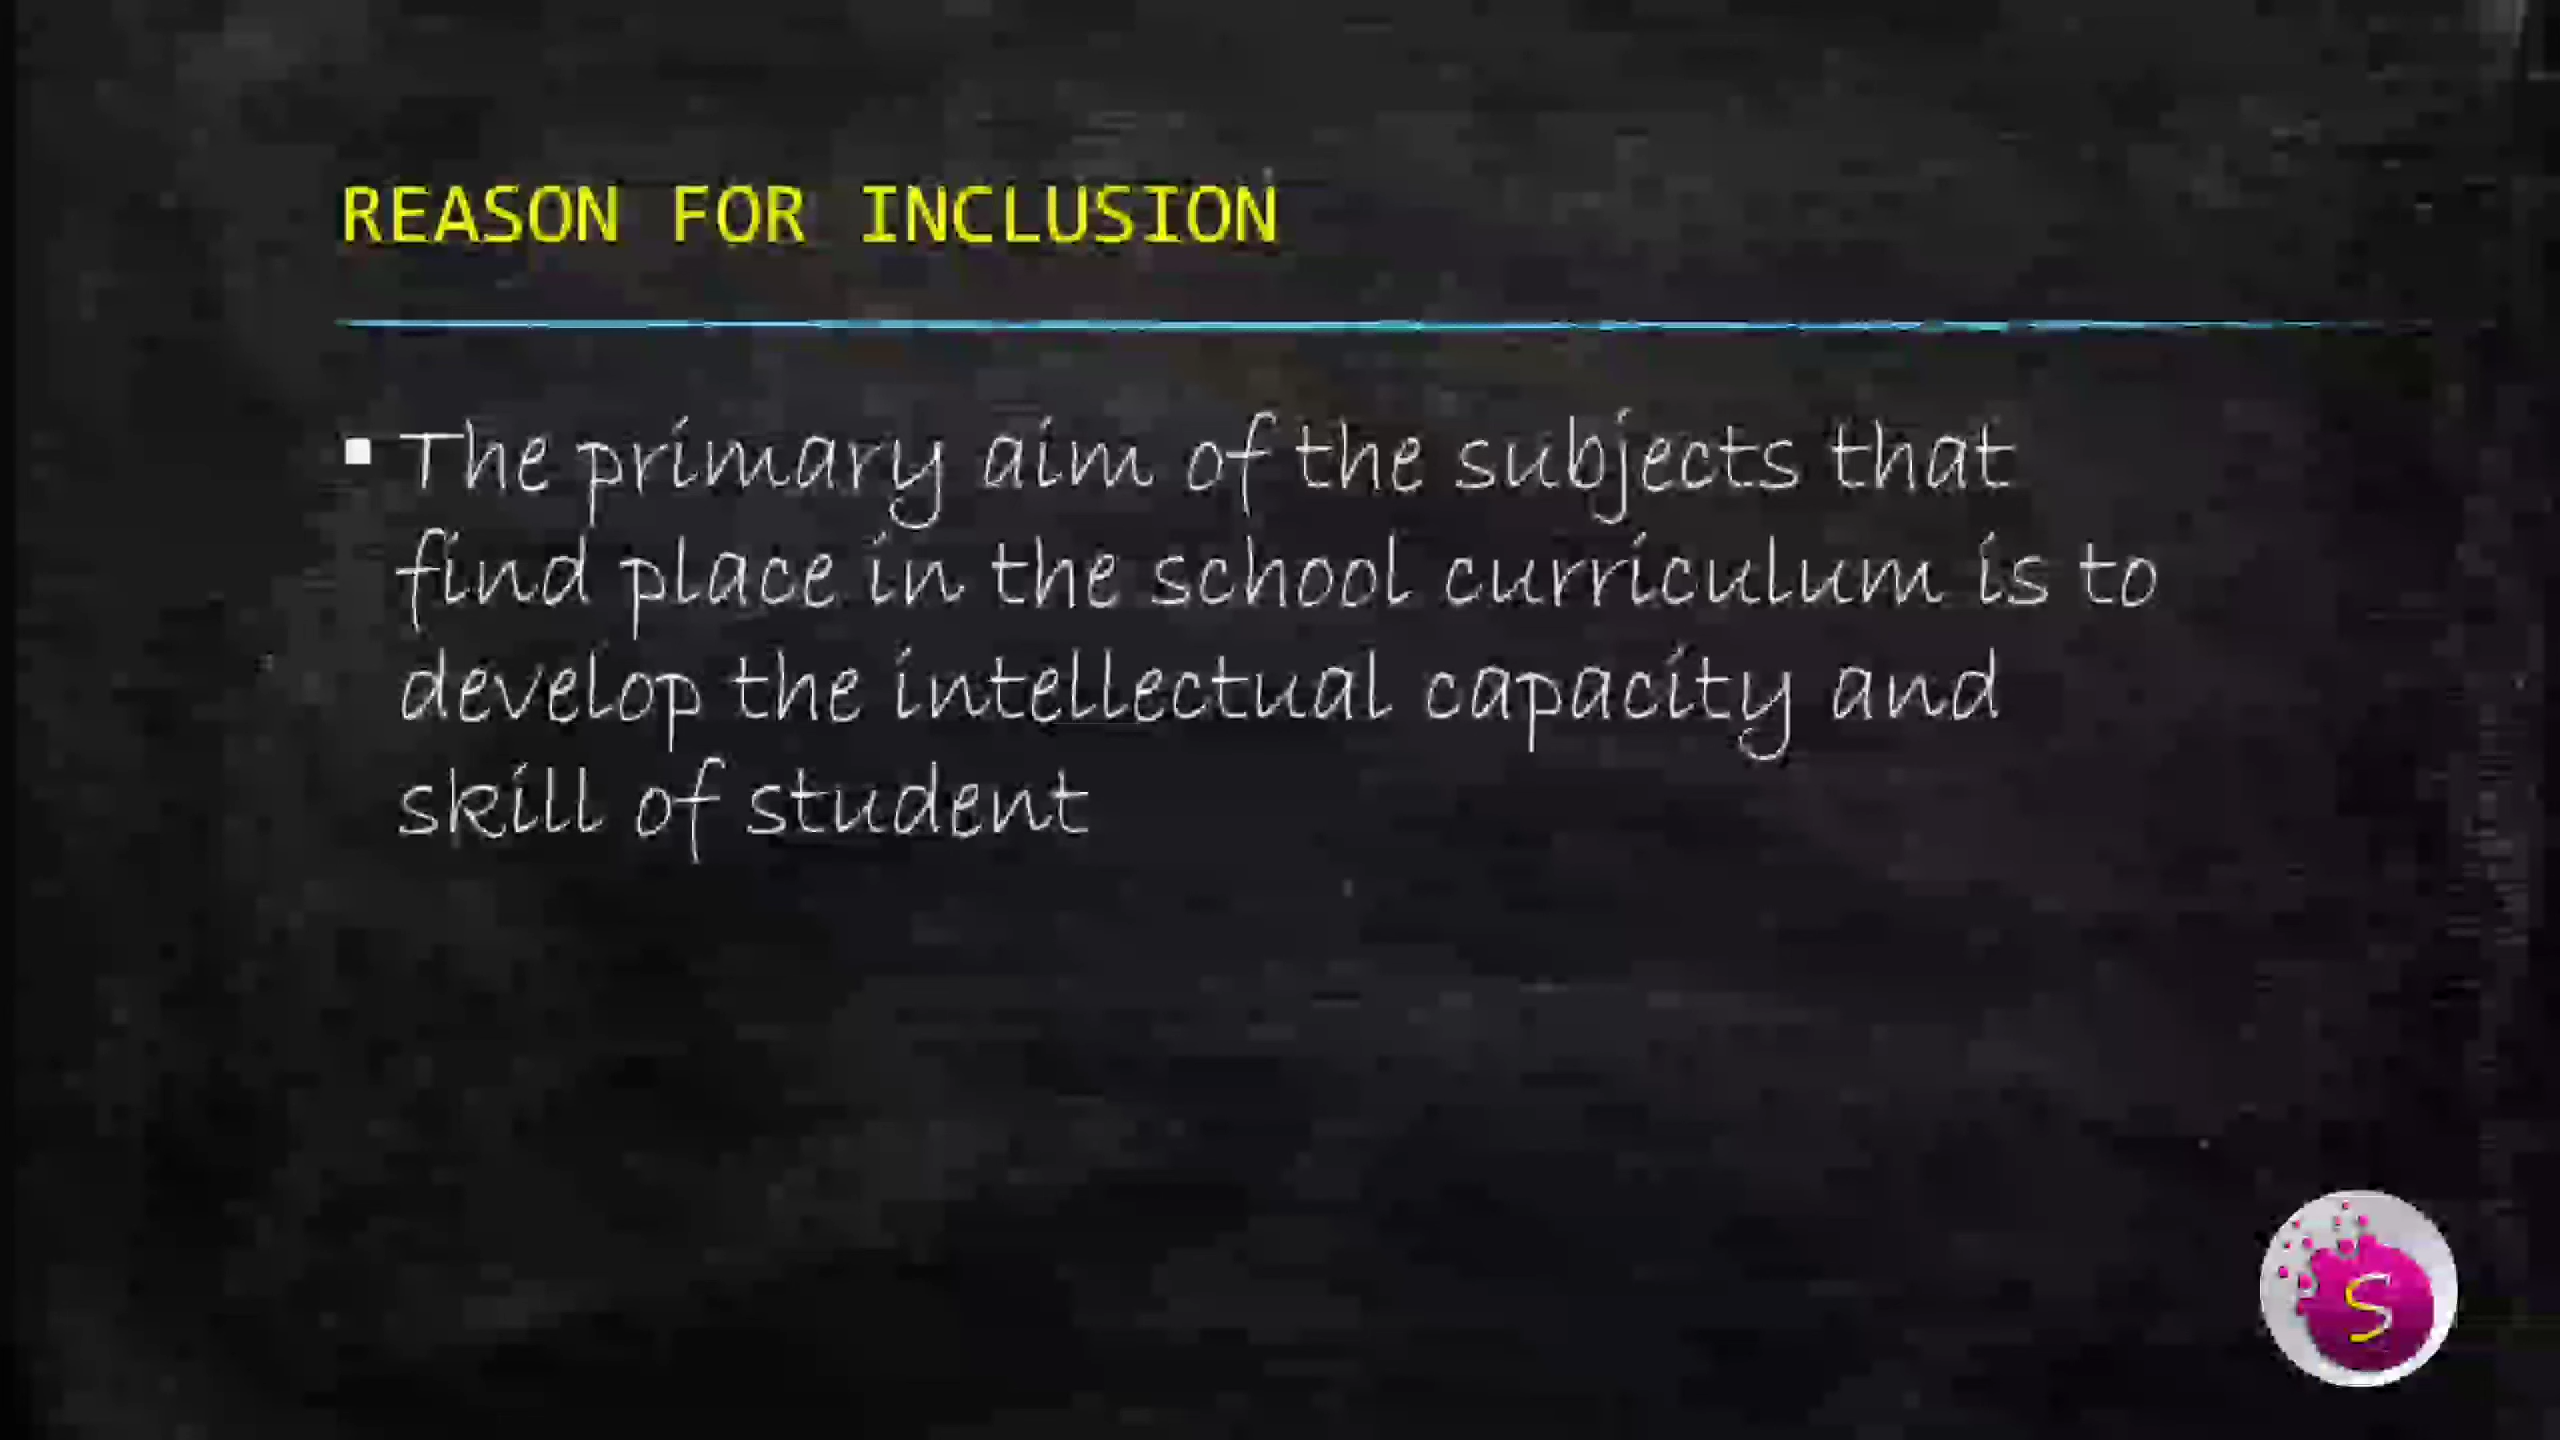 REASON FOR INCLUSION
▪ The primary aim of the subjects that
find place in the school curriculum is to
develop the intellectual capacity and
skill of student
S